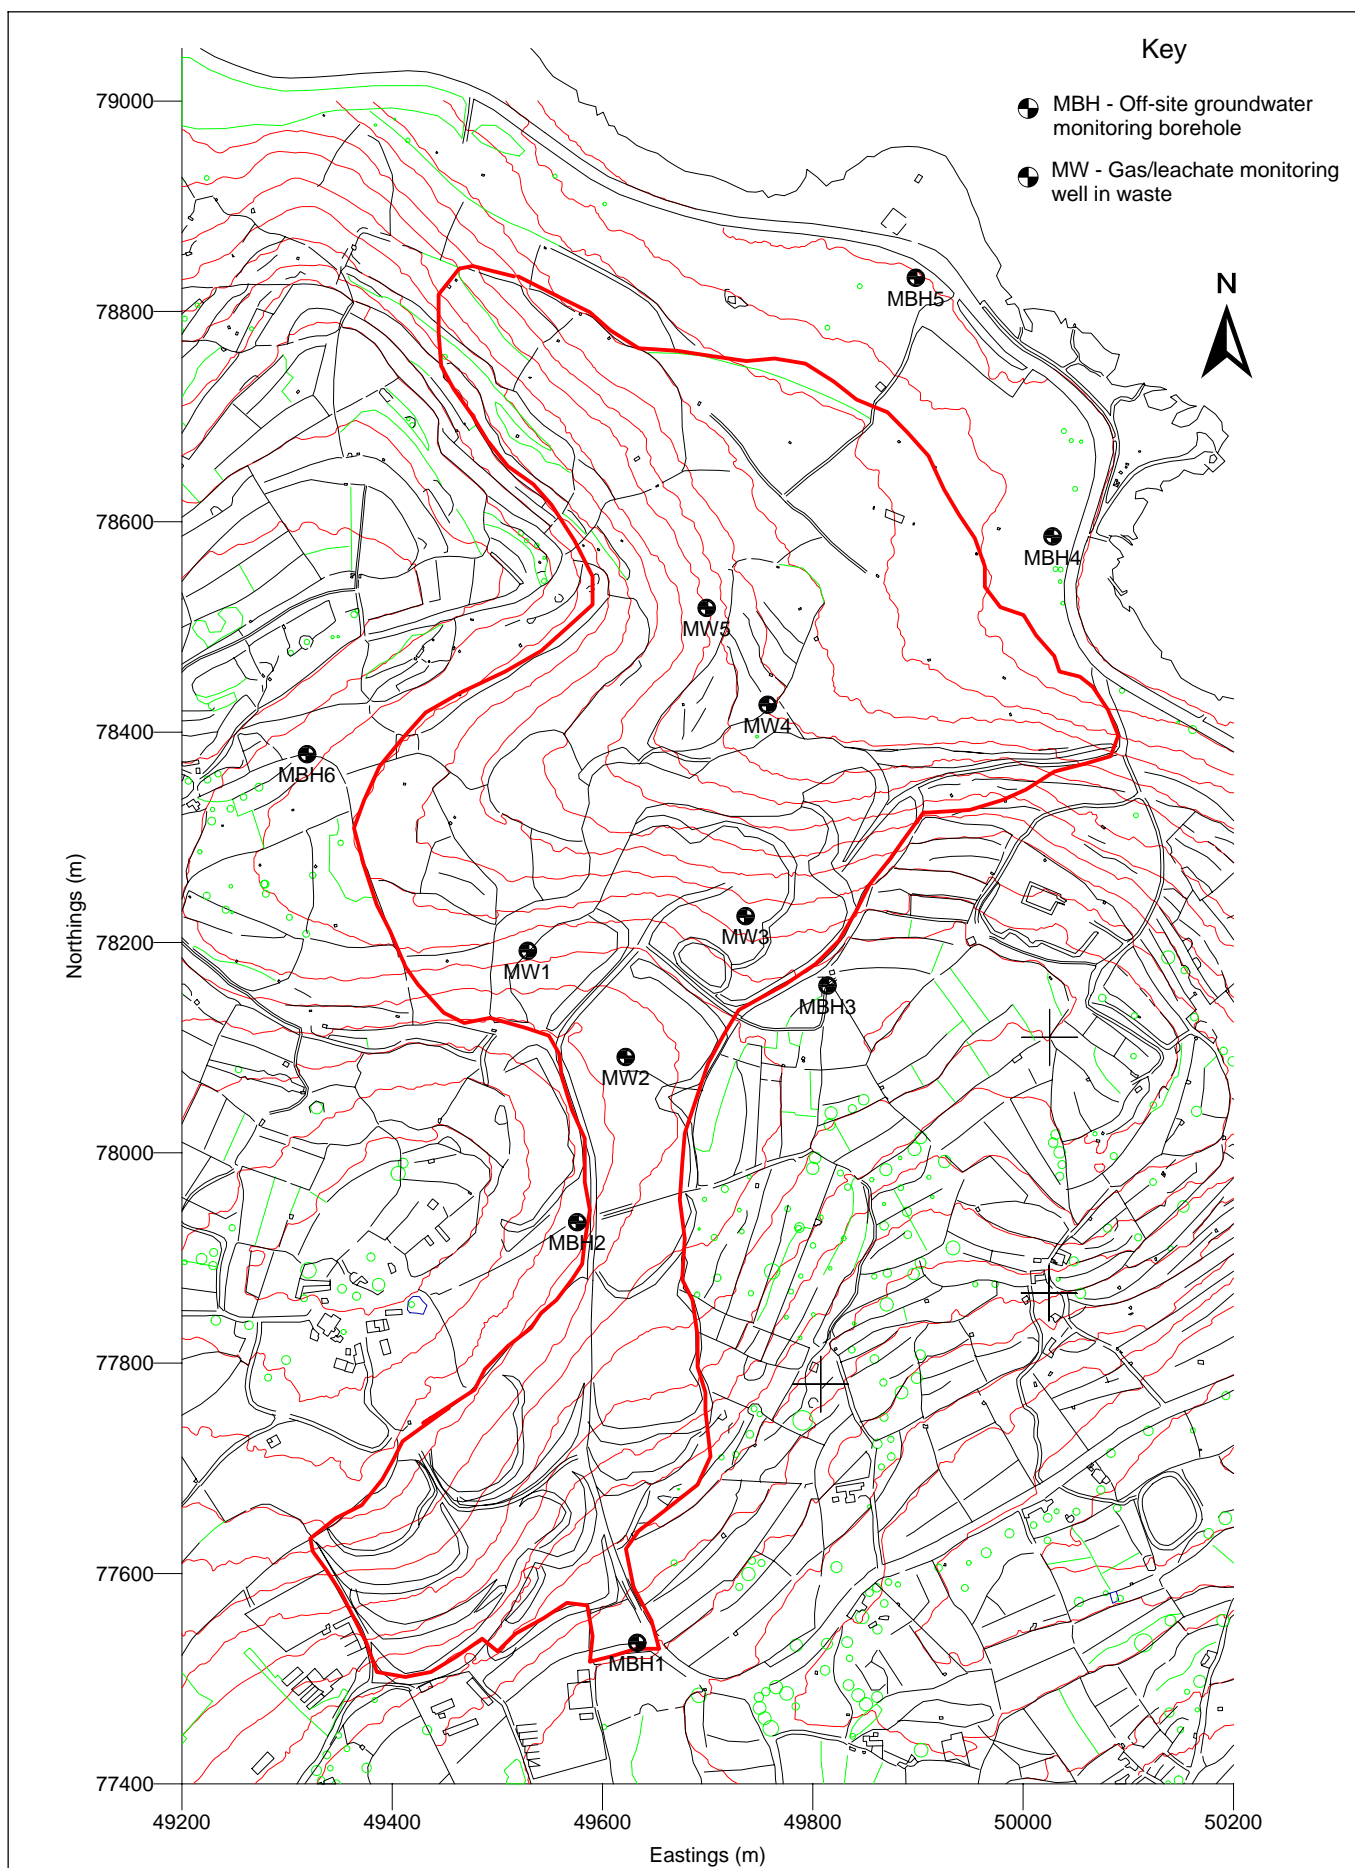 Key
MBH - Off-site groundwater
monitoring borehole
MW - Gas/leachate monitoring
well in waste
N
79000
78800
78600
78400
78200
78000
77800
77600
77400
Northings (m)
MBH5
MBH4
MW5
MW4
MBH6
MW3
MW1
MBH3
MW2
MBH2
MBH1
49200
49400
49600
49800
50000
50200
Eastings (m)